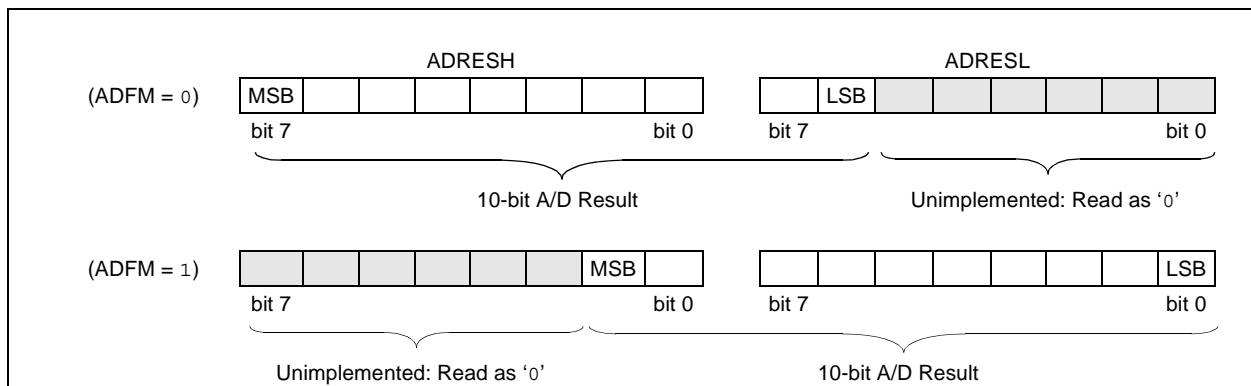 ADRESH ADRESL
(ADFM = 0) MSB LSB
bit 7 bit 0 bit 7 bit 0
10-bit A/D Result Unimplemented: Read as ‘0’
(ADFM = 1) MSB LSB
bit 7 bit 0 bit 7 bit 0
Unimplemented: Read as ‘0’ 10-bit A/D Result